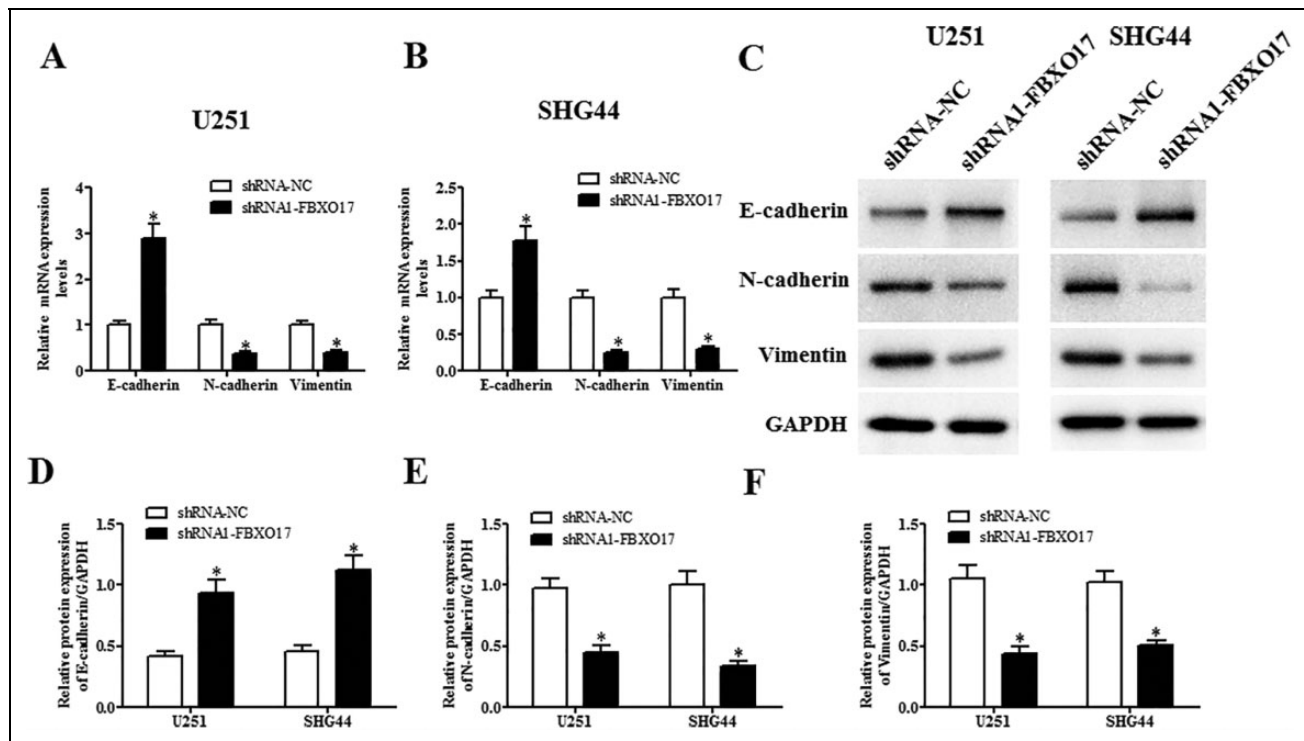 A
U251
shRNA-NC
shRNA1-FBXO17
Relative mRNA expression
levels
4
3
2
1
0
*
*
*
E-cadherin N-cadherin Vimentin
B
SHG44
shRNA-NC
shRNA1-FBXO17
Relative mRNA expression
levels
2.5
2.0
1.5
1.0
0.5
0.0
*
*
*
E-cadherin N-cadherin Vimentin
C
U251 SHG44
shRNA-NC shRNA1-FBXO17 shRNA-NC shRNA1-FBXO17
E-cadherin
N-cadherin
Vimentin
GAPDH
D
shRNA-NC
shRNA1-FBXO17
Relative protein expression
of E-cadherin/GAPDH
1.5
1.0
0.5
0.0
*
*
U251 SHG44
E
shRNA-NC
shRNA1-FBXO17
Relative protein expression
of N-cadherin/GAPDH
1.5
1.0
0.5
0.0
*
*
U251 SHG44
F
shRNA-NC
shRNA1-FBXO17
Relative protein expression
of Vimentin/GAPDH
1.5
1.0
0.5
0.0
*
*
U251 SHG44